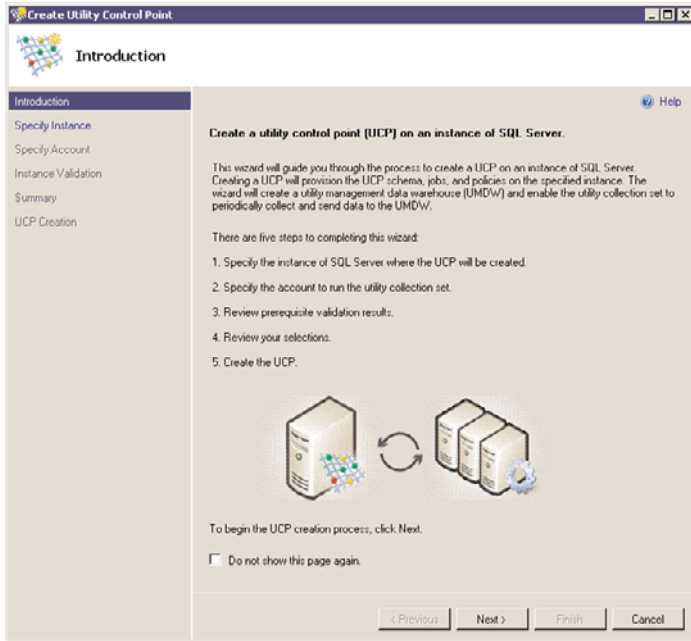 Create Utility Control Point
Introduction
Introduction
Specify Instance
Specify Account
Instance Validation
Summary
UCP Creation
Help
Create a utility control point (UCP) on an instance of SQL Server.
This wizard will guide you through the process to create a UCP on an instance of SQL Server.
Creating a UCP will provision the UCP schema, jobs, and policies on the specified instance. The
wizard will create a utility management data warehouse (UMDW) and enable the utility collection set to
periodically collect and send data to the UMDW.
There are five steps to completing this wizard:
1. Specify the instance of SQL Server where the UCP will be created.
2. Specify the account to run the utility collection set.
3. Review prerequisite validation results.
4. Review your selections.
5. Create the UCP.
To begin the UCP creation process, click Next.
Do not show this page again.
< Previous
Next >
Finish
Cancel